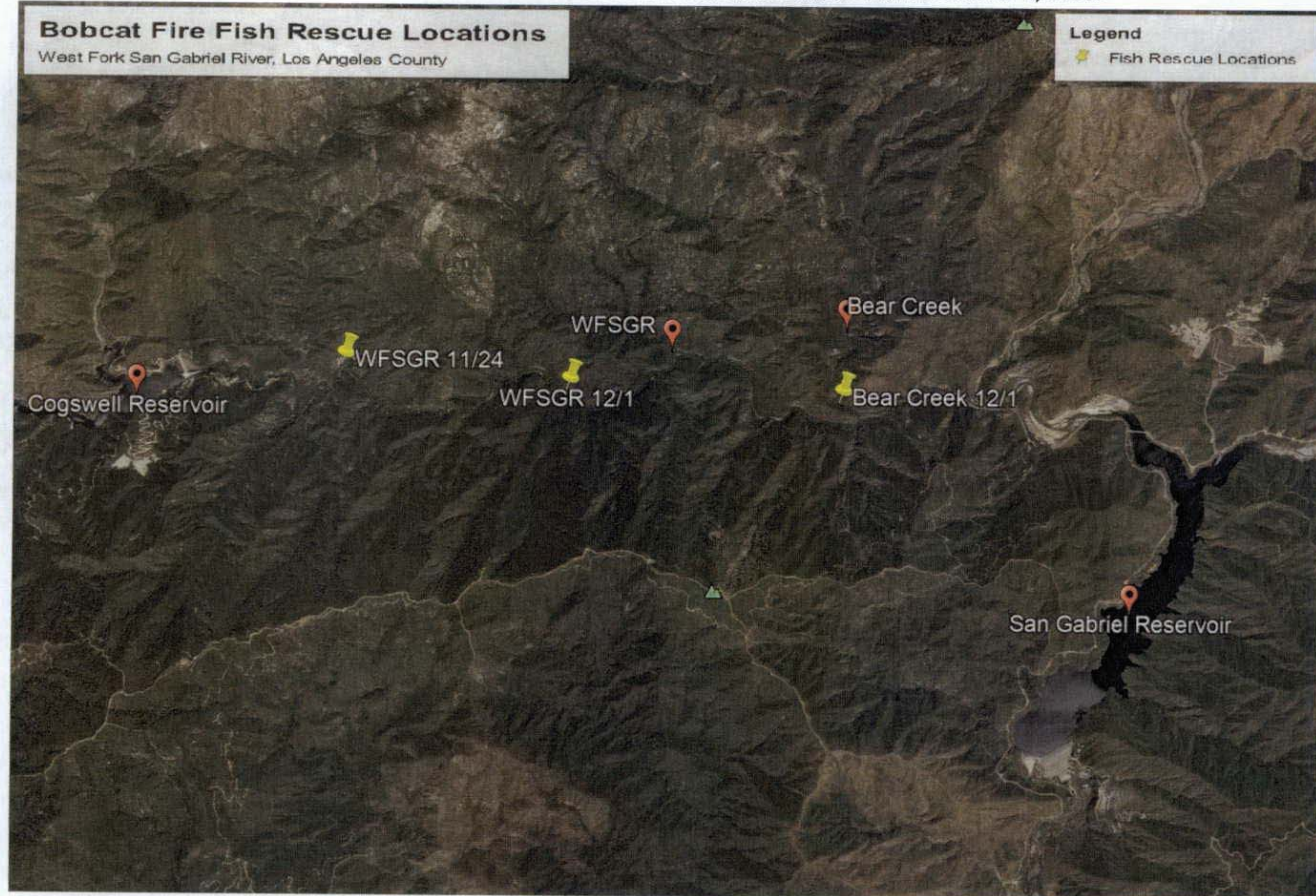 Bobcat Fire Fish Rescue Locations
West Fork San Gabriel River, Los Angeles County
Legend
Fish Rescue Locations
Bear Creek
WFSGR
WFSGR 11/24
Cogswell Reservoir
WFSGR 12/1
Bear Creek 12/1
San Gabriel Reservoir